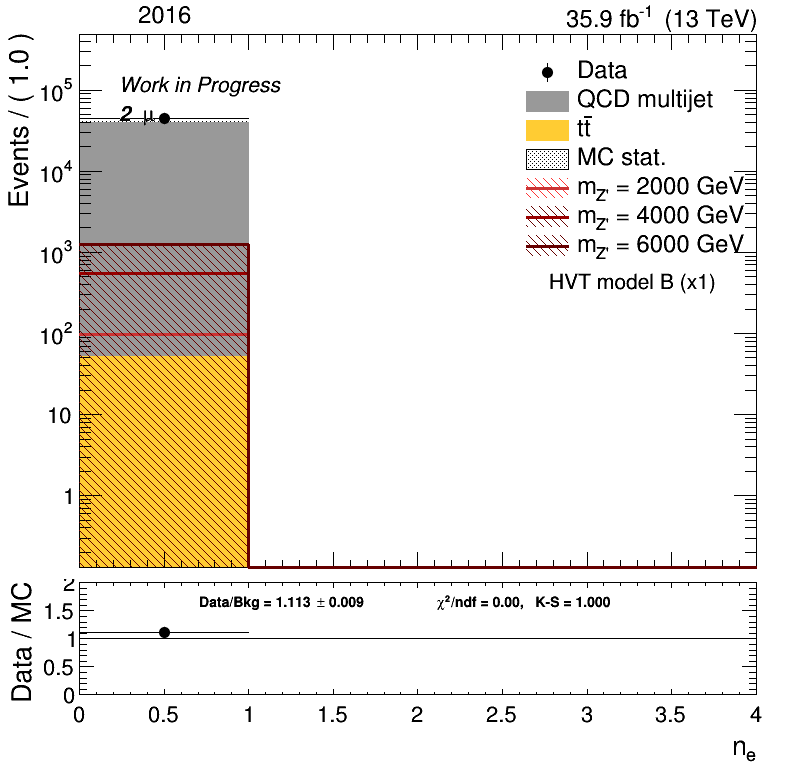 2016
35.9 fb⁻¹ (13 TeV)
Events / ( 1.0 )
10⁵
10⁴
10³
10²
10
1
Work in Progress
2 μ
Data
QCD multijet
tt̄
MC stat.
m_Z' = 2000 GeV
m_Z' = 4000 GeV
m_Z' = 6000 GeV
HVT model B (x1)
Data / MC
2
1.5
1
0.5
0
Data/Bkg = 1.113 ± 0.009
χ²/ndf = 0.00, K-S = 1.000
0 0.5 1 1.5 2 2.5 3 3.5 4
n_e